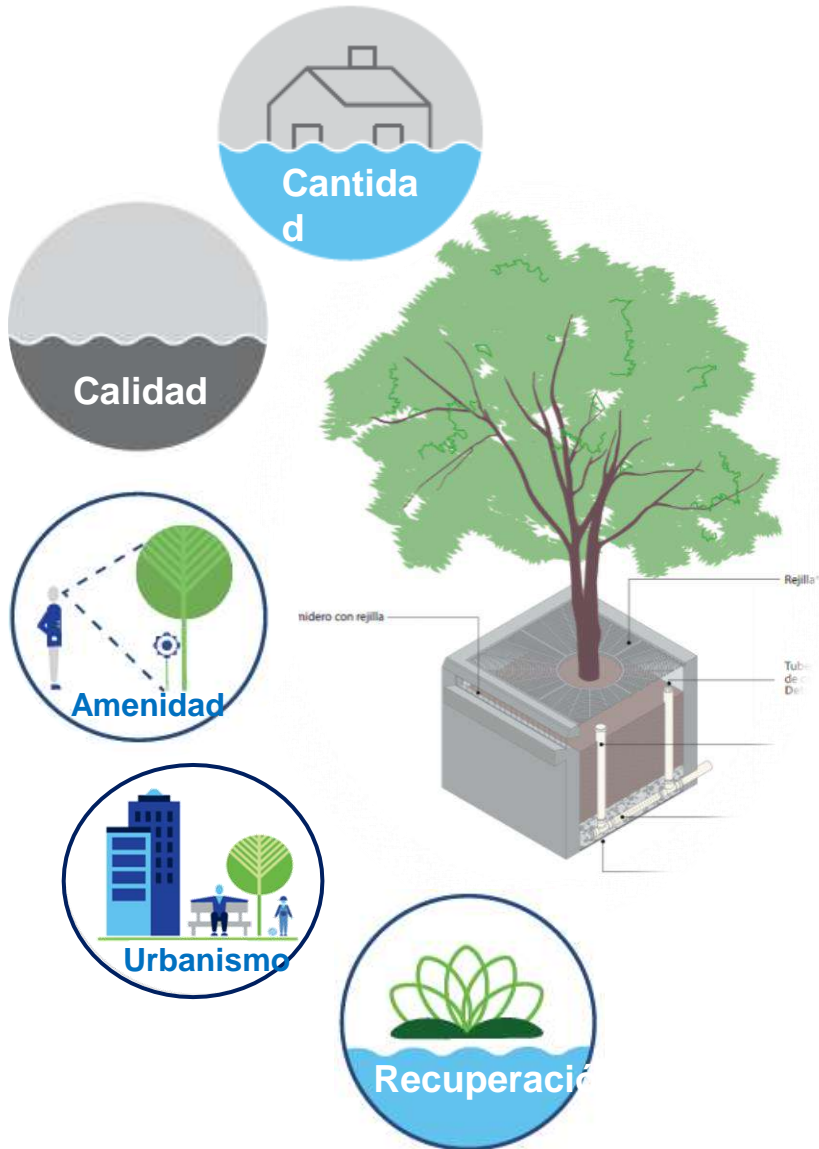 Cantida
d
Calidad
Rejilla
nidero con rejilla
Tube
de c
Del
Amenidad
Urbanismo
Recuperació